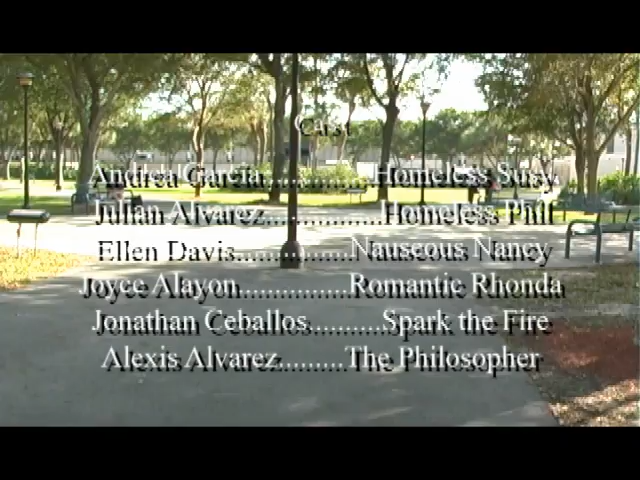 Cast
Andrea Garcia............Homeless Susy
Julian Alvarez.............Homeless Phil
Ellen Davis.............Nauseous Nancy
Joyce Alayon................Romantic Rhonda
Jonathan Ceballos..........Spark the Fire
Alexis Alvarez.........The Philosopher